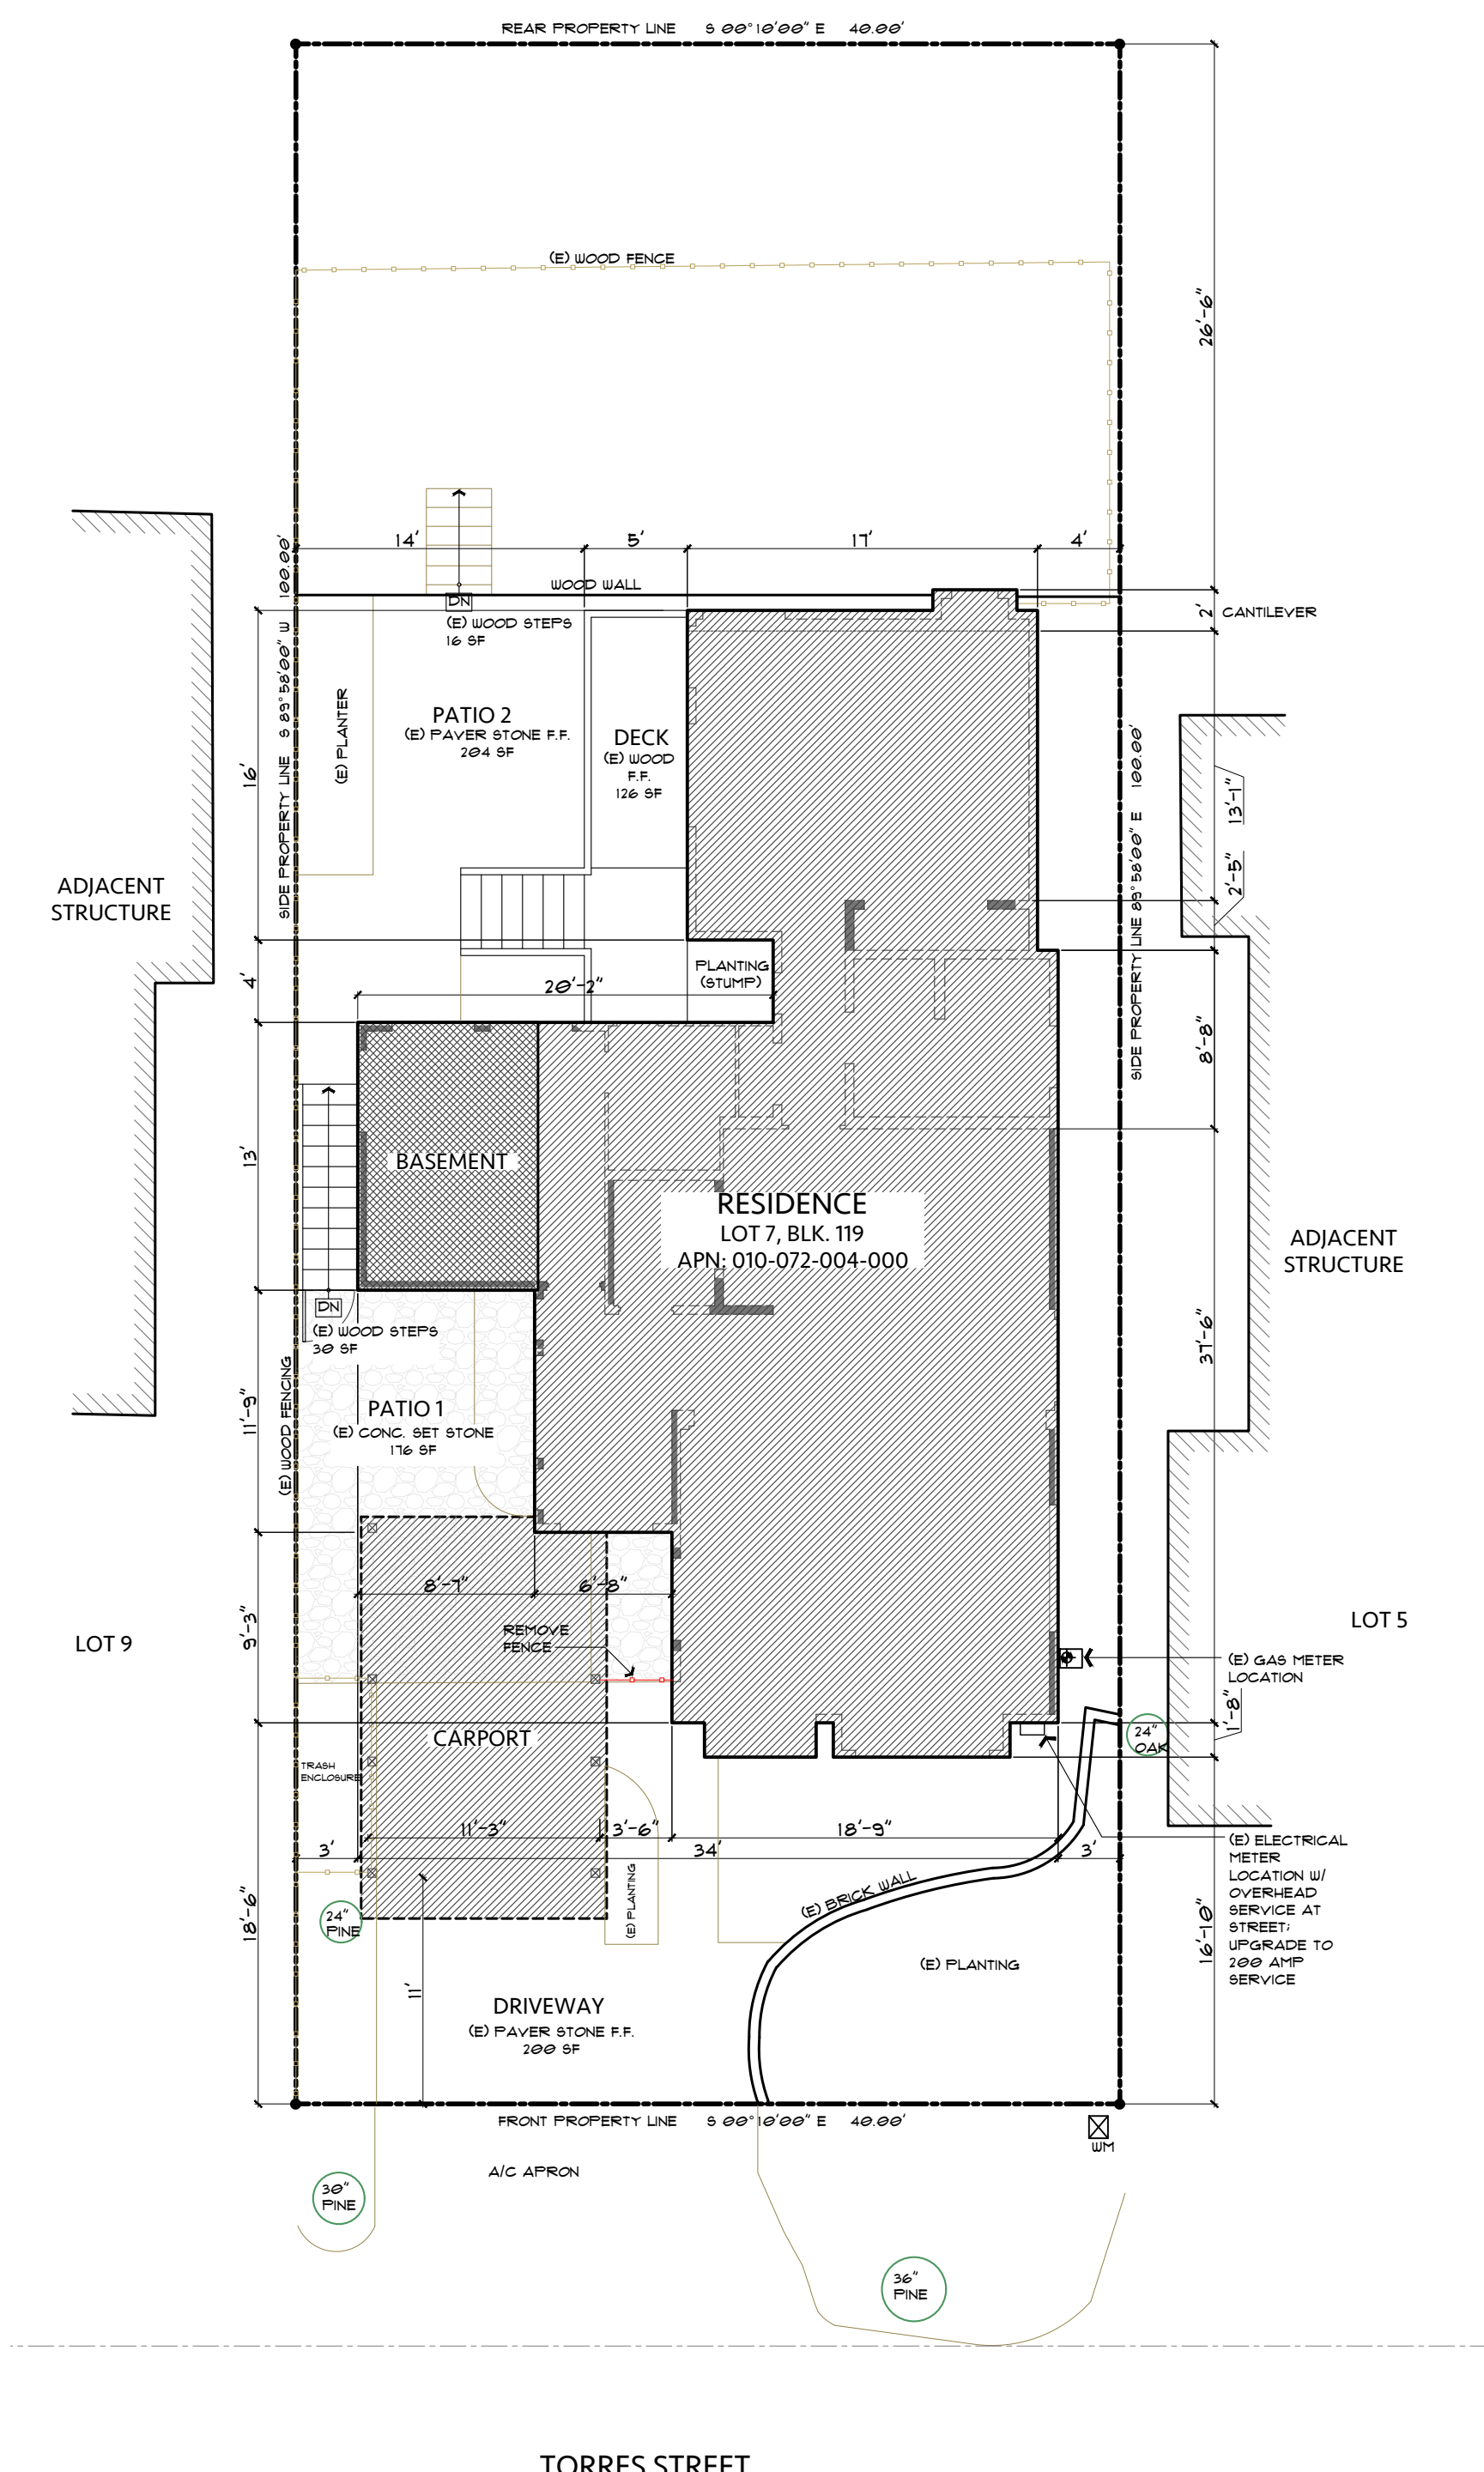 REAR PROPERTY LINE S 00°10'00" E 40.00'
(E) WOOD FENCE
26'-6"
14'
5'
17'
4'
WOOD WALL
DN
(E) WOOD STEPS
16 SF
2'
CANTILEVER
SIDE PROPERTY LINE S 89°58'00" W 100.00'
(E) PLANTER
PATIO 2
(E) PAVER STONE F.F.
204 SF
DECK
(E) WOOD
F.F.
126 SF
16'
13'-1"
2'-5"
SIDE PROPERTY LINE 89°58'00" E 100.00'
ADJACENT
STRUCTURE
4'
20'-2"
PLANTING
(STUMP)
8'-8"
13'
BASEMENT
RESIDENCE
LOT 7, BLK. 119
APN: 010-072-004-000
ADJACENT
STRUCTURE
DN
(E) WOOD STEPS
30 SF
37'-6"
(E) WOOD FENCING
11'-9"
PATIO 1
(E) CONC. SET STONE
176 SF
8'-7"
6'-8"
9'-3"
REMOVE
FENCE
LOT 9
LOT 5
(E) GAS METER
LOCATION
1'-8"
24"
OAK
CARPORT
TRASH
ENCLOSURE
11'-3"
3'-6"
18'-9"
3'
34'
3'
(E) ELECTRICAL
METER
LOCATION W/
OVERHEAD
SERVICE AT
STREET;
UPGRADE TO
200 AMP
SERVICE
(E) BRICK WALL
(E) PLANTING
24"
PINE
18'-6"
16'-10"
11'
(E) PLANTING
DRIVEWAY
(E) PAVER STONE F.F.
200 SF
FRONT PROPERTY LINE S 00°10'00" E 40.00'
WM
A/C APRON
30"
PINE
36"
PINE
TORRES STREET